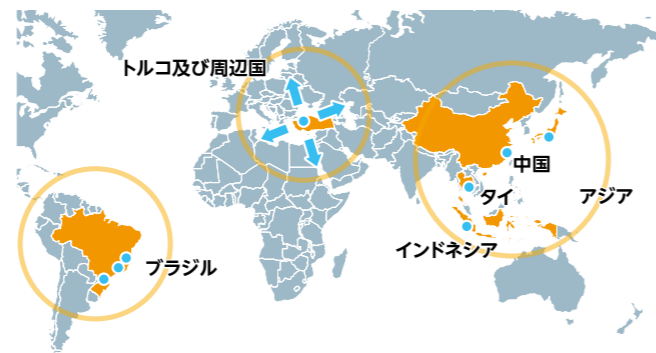 トルコ及び周辺国
中国
タイ
アジア
インドネシア
ブラジル